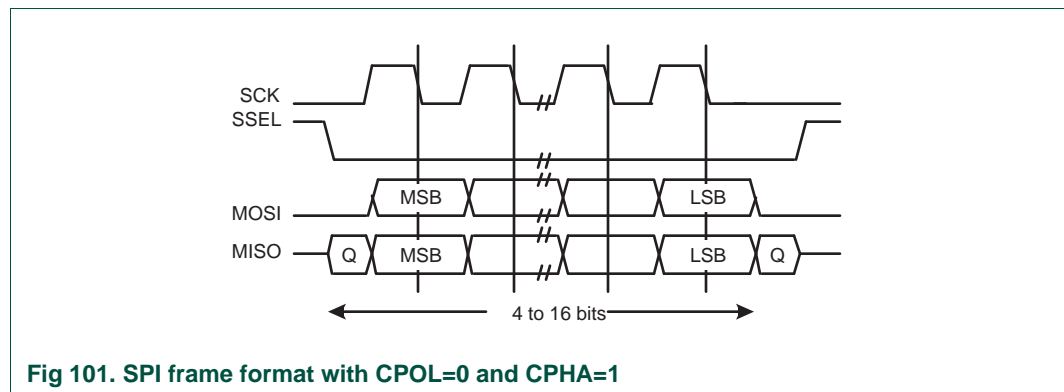 SCK
SSEL
MOSI
MSB
LSB
MISO
Q
MSB
LSB
Q
4 to 16 bits
Fig 101. SPI frame format with CPOL=0 and CPHA=1